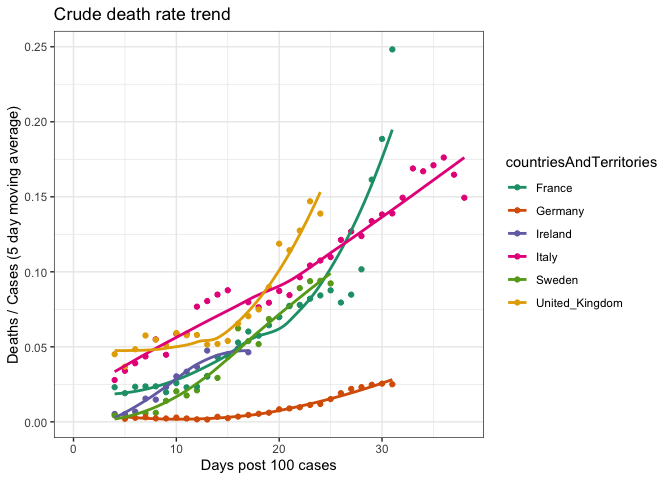 Crude death rate trend
Deaths / Cases (5 day moving average)
0.25
0.20
0.15
0.10
0.05
0.00
0
10
20
30
Days post 100 cases
countriesAndTerritories
France
Germany
Ireland
Italy
Sweden
United_Kingdom